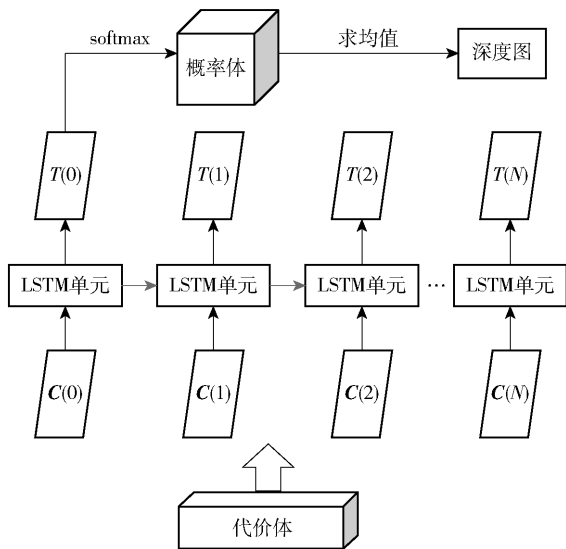 softmax
概率体
求均值
深度图
T(0)
T(1)
T(2)
T(N)
LSTM单元
LSTM单元
LSTM单元
…
LSTM单元
C(0)
C(1)
C(2)
C(N)
代价体